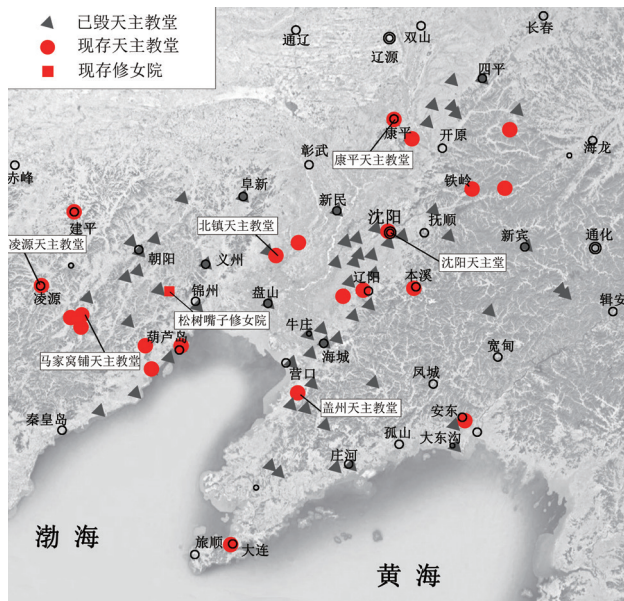 已毁天主教堂
现存天主教堂
现存修女院
通辽
辽源
双山
长春
四平
康平
开原
海龙
康平天主教堂
彰武
赤峰
铁岭
阜新
新民
建平
北镇天主教堂
沈阳
抚顺
新宾
通化
凌源天主教堂
朝阳
义州
沈阳天主堂
凌源
锦州
盘山
辽阳
本溪
辑安
松树嘴子修女院
牛庄
葫芦岛
海城
宽甸
马家窝铺天主教堂
营口
凤城
盖州天主教堂
秦皇岛
安东
孤山
大东沟
庄河
渤海
旅顺
大连
黄海